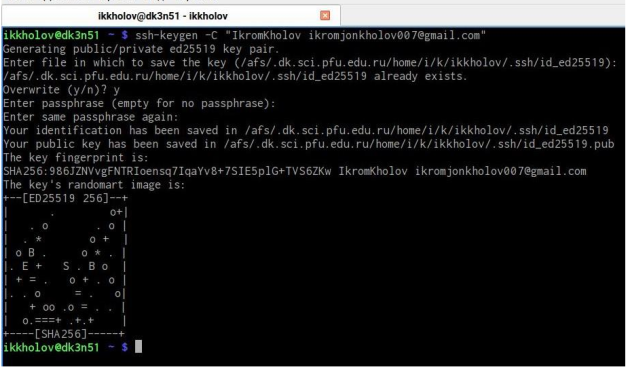 ikkholov@dk3n51 - ikkholov
ikkholov@dk3n51 ~ $ ssh-keygen -C "IkromKholov ikromjonkholov007@gmail.com"
Generating public/private ed25519 key pair.
Enter file in which to save the key (/afs/.dk.sci.pfu.edu.ru/home/i/k/ikkholov/.ssh/id_ed25519):
/afs/.dk.sci.pfu.edu.ru/home/i/k/ikkholov/.ssh/id_ed25519 already exists.
Overwrite (y/n)? y
Enter passphrase (empty for no passphrase):
Enter same passphrase again:
Your identification has been saved in /afs/.dk.sci.pfu.edu.ru/home/i/k/ikkholov/.ssh/id_ed25519
Your public key has been saved in /afs/.dk.sci.pfu.edu.ru/home/i/k/ikkholov/.ssh/id_ed25519.pub
The key fingerprint is:
SHA256:986JZNVvgFNTRIoensq7IqaYv8+7SIE5plG+TVS6ZKw IkromKholov ikromjonkholov007@gmail.com
The key's randomart image is:
+--[ED25519 256]--+
|      .        o+|
|   . o       . o |
|   . *      o +  |
| o B .     o * . |
|. E +   S . B o  |
| + = .   o + . o |
|. . o     = .   o|
|   + oo .o = . . |
|  o.===+ .+.+    |
+----[SHA256]-----+
ikkholov@dk3n51 ~ $